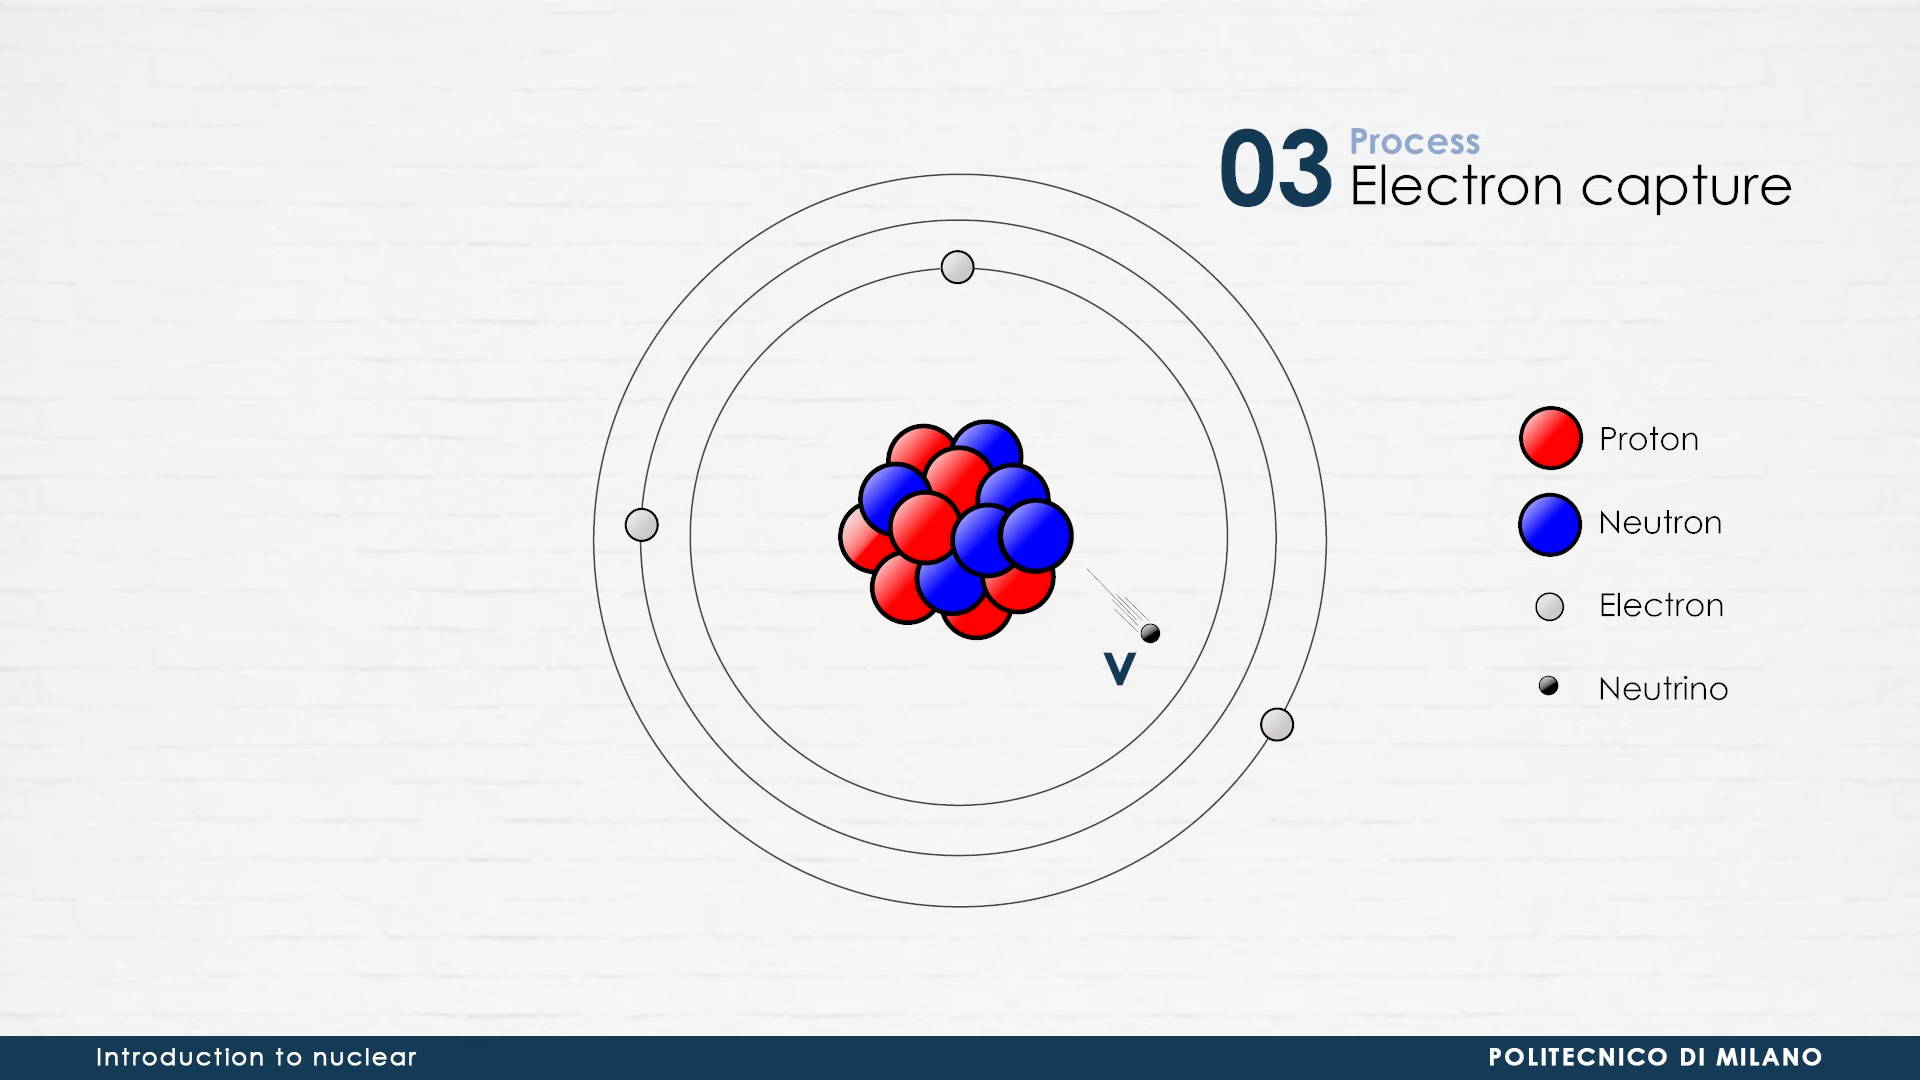 03 Process
Electron capture
Proton
Neutron
Electron
Neutrino
ν
Introduction to nuclear
POLITECNICO DI MILANO